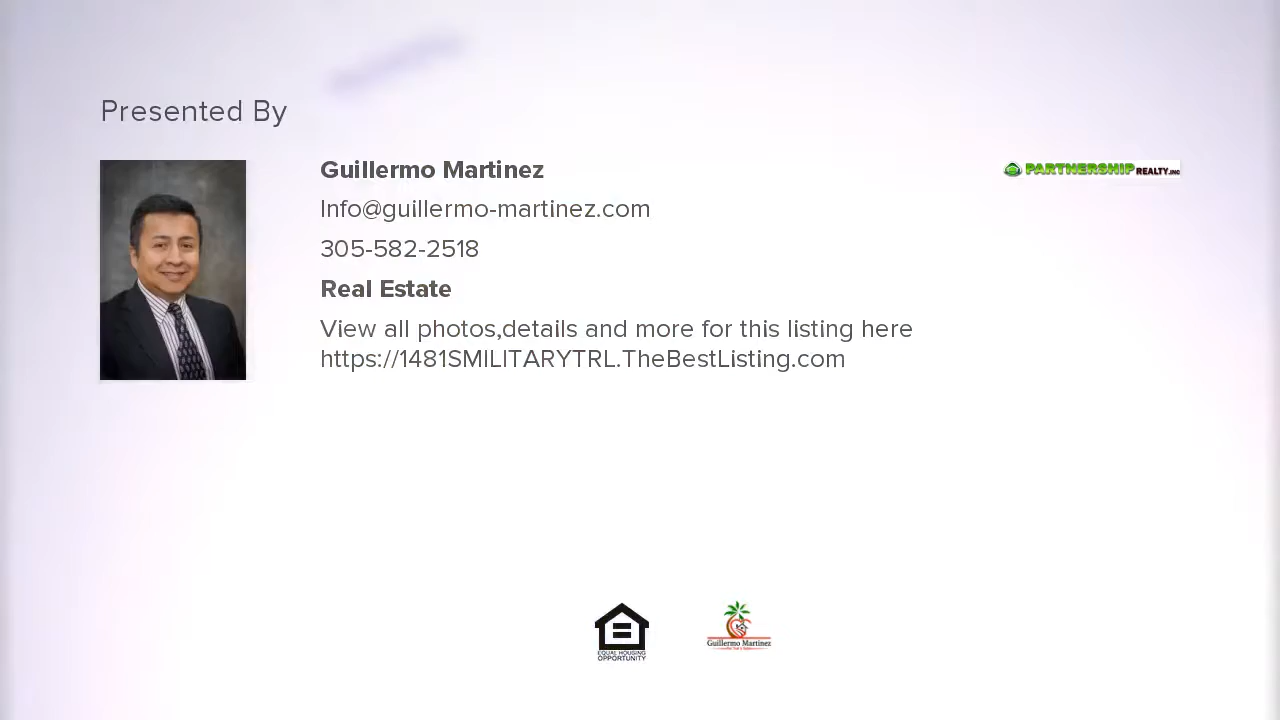 Presented By
Guillermo Martinez
PARTNERSHIP REALTY.INC
Info@guillermo-martinez.com
305-582-2518
Real Estate
View all photos,details and more for this listing here
https://1481SMILITARYTRL.TheBestListing.com
EQUAL HOUSING
OPPORTUNITY
Guillermo Martinez